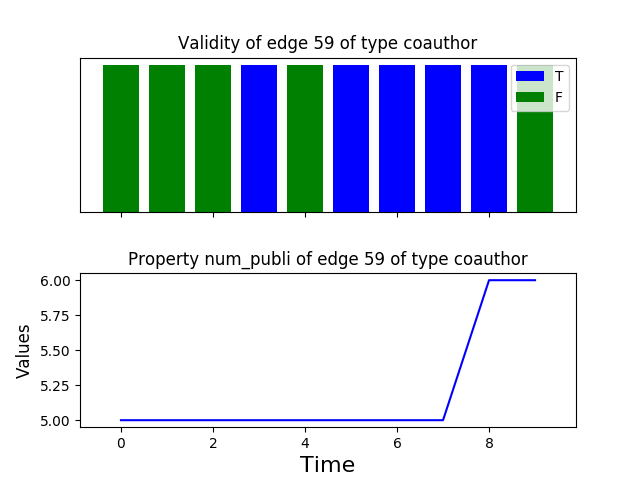 Validity of edge 59 of type coauthor
T
F
Property num_publi of edge 59 of type coauthor
6.00
5.75
5.50
5.25
5.00
Values
0 2 4 6 8
Time